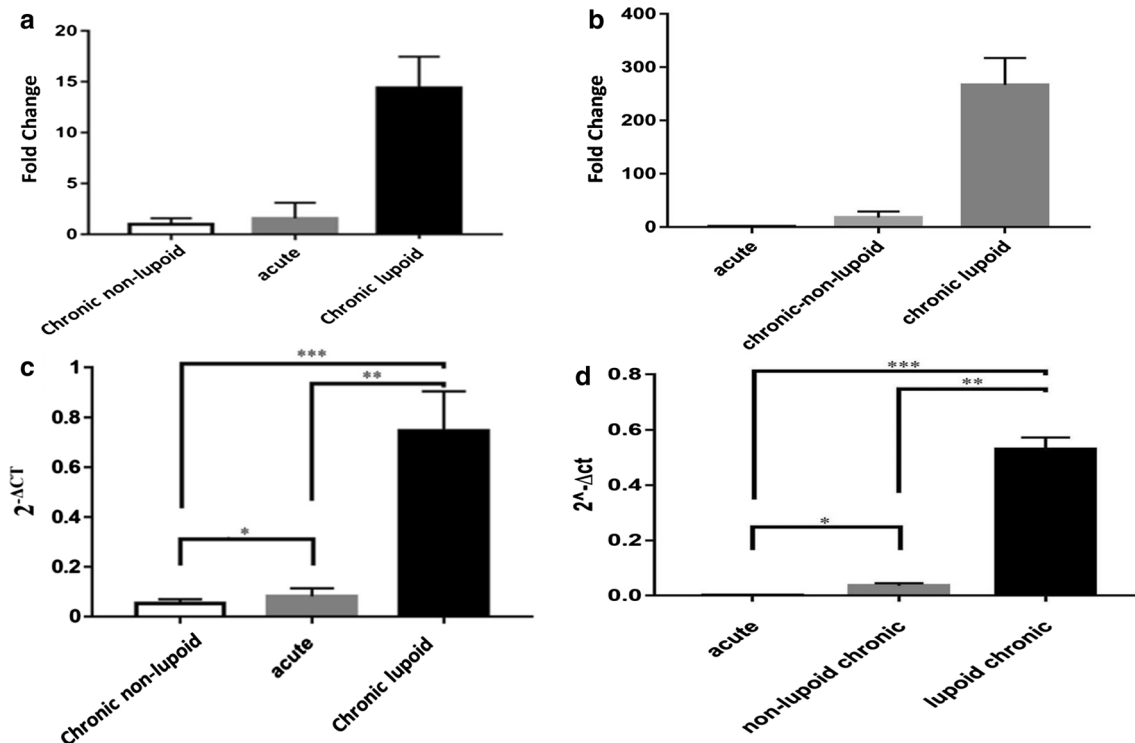 a
Fold Change
20
15
10
5
0
Chronic non-lupoid
acute
Chronic lupoid
b
Fold Change
400
300
200
100
0
acute
chronic-non-lupoid
chronic lupoid
c
2-ΔCT
1
0.8
0.6
0.4
0.2
0
***
**
*
Chronic non-lupoid
acute
Chronic lupoid
d
2^-Δct
0.8
0.6
0.4
0.2
0.0
***
**
*
acute
non-lupoid chronic
lupoid chronic